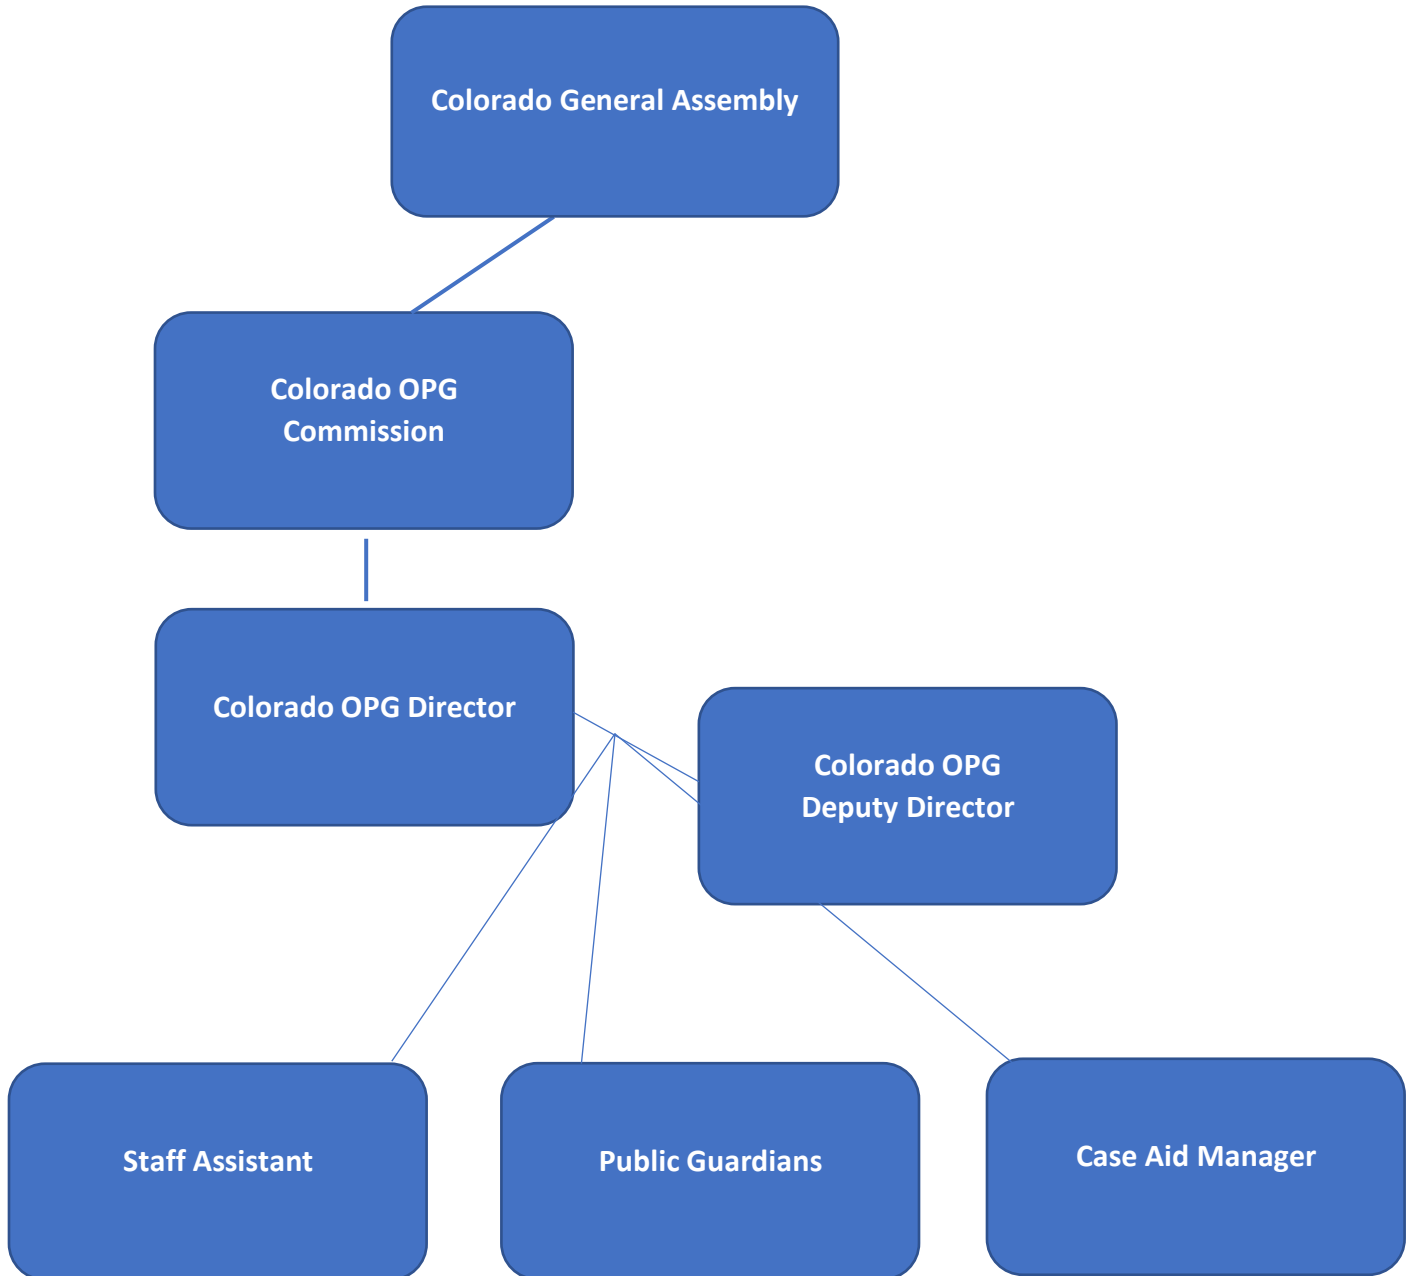 Colorado General Assembly
Colorado OPG
Commission
Colorado OPG Director
Colorado OPG
Deputy Director
Staff Assistant
Public Guardians
Case Aid Manager